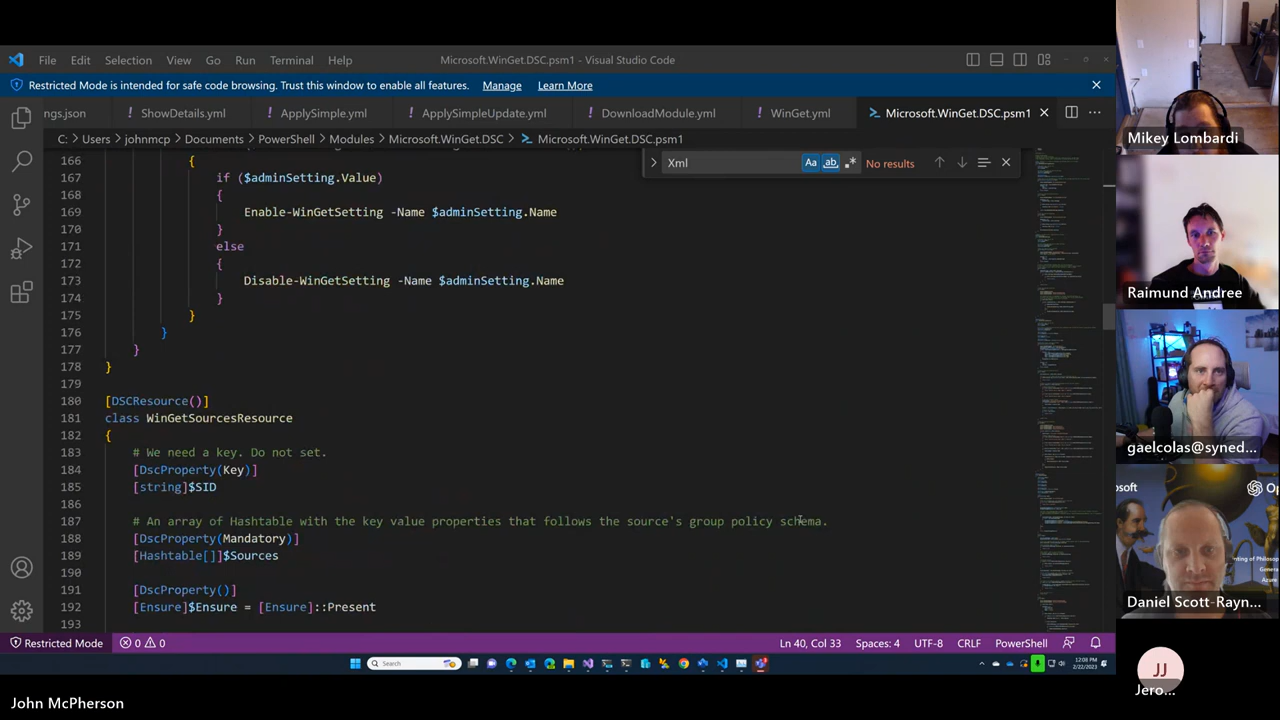 File Edit Selection View Go Run Terminal Help
Microsoft.WinGet.DSC.psm1 - Visual Studio Code
Restricted Mode is intended for safe code browsing. Trust this window to enable all features. Manage Learn More
ngs.json ShowDetails.yml ApplySimple.yml ApplySimpleUpdate.yml DownloadModule.yml WinGet.yml Microsoft.WinGet.DSC.psm1
C: > Users > johnmcp > Documents > PowerShell > Modules > Microsoft.WinGet.DSC > Microsoft.WinGet.DSC.psm1
Xml Aa ab No results
166 {
167 if ($adminSetting.Value)
168 {
169 Enable-WinGetSetting -Name $adminSetting.Name
170 }
171 else
172 {
173 Disable-WinGetSetting -Name $adminSetting.Name
174 }
175 }
176 }
177 }
178 }
179
180 [DSCResource()]
181 class WinGetSourcesResource
182 {
183 # We need a key. Do not set.
184 [DscProperty(Key)]
185 [string]$SID
186
187 # An array of Hashtable with the key value properties that follows the source's group policy schema.
188 [DscProperty(Mandatory)]
189 [Hashtable[]]$Sources
190
191 [DscProperty()]
192 [Ensure]$Ensure = [Ensure]::Present
193
Restricted Mode 0 0 Ln 40, Col 33 Spaces: 4 UTF-8 CRLF PowerShell
Search
12:08 PM
2/22/2023
John McPherson
Mikey Lombardi
Raimund Andree
gaelcolas@syned...
Daniel Scott-Rayn...
JJ
Jero...